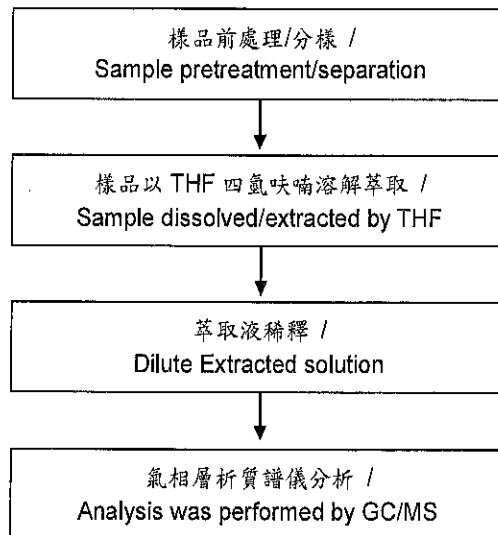 樣品前處理/分樣 /
Sample pretreatment/separation
樣品以 THF 四氫呋喃溶解萃取 /
Sample dissolved/extracted by THF
萃取液稀釋 /
Dilute Extracted solution
氣相層析質譜儀分析 /
Analysis was performed by GC/MS